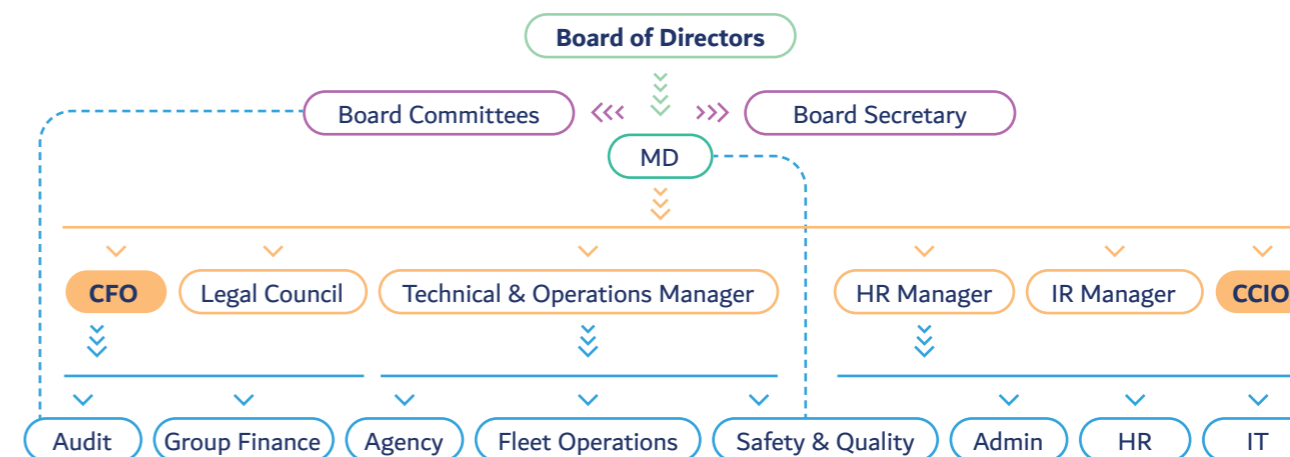 Board of Directors
Board Committees
Board Secretary
MD
CFO
Legal Council
Technical & Operations Manager
HR Manager
IR Manager
CCIO
Audit
Group Finance
Agency
Fleet Operations
Safety & Quality
Admin
HR
IT